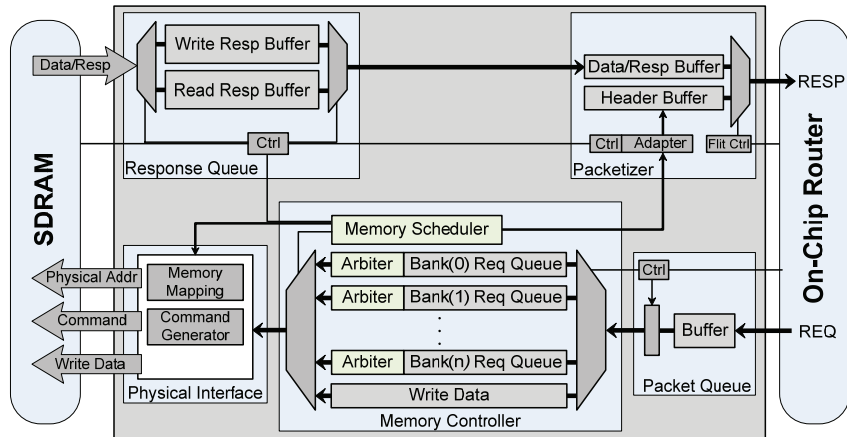 Write Resp Buffer
Read Resp Buffer
Data/Resp
Ctrl
Response Queue
Data/Resp Buffer
Header Buffer
RESP
Ctrl
Adapter
Flit Ctrl
Packetizer
SDRAM
On-Chip Router
Memory Scheduler
Arbiter
Bank(0) Req Queue
Arbiter
Bank(1) Req Queue
Arbiter
Bank(n) Req Queue
Write Data
Memory Controller
Physical Addr
Command
Write Data
Memory
Mapping
Command
Generator
Physical Interface
Ctrl
Buffer
REQ
Packet Queue